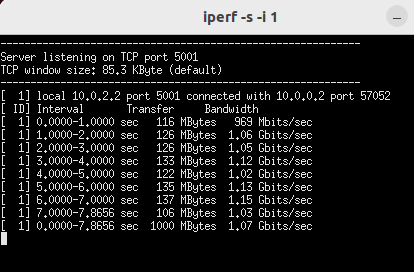 iperf -s -i 1
------------------------------------------------------------
Server listening on TCP port 5001
TCP window size: 85.3 KByte (default)
------------------------------------------------------------
[  1] local 10.0.2.2 port 5001 connected with 10.0.0.2 port 57052
[ ID] Interval       Transfer     Bandwidth
[  1] 0.0000-1.0000 sec   116 MBytes   969 Mbits/sec
[  1] 1.0000-2.0000 sec   126 MBytes  1.06 Gbits/sec
[  1] 2.0000-3.0000 sec   126 MBytes  1.05 Gbits/sec
[  1] 3.0000-4.0000 sec   133 MBytes  1.12 Gbits/sec
[  1] 4.0000-5.0000 sec   122 MBytes  1.02 Gbits/sec
[  1] 5.0000-6.0000 sec   135 MBytes  1.13 Gbits/sec
[  1] 6.0000-7.0000 sec   137 MBytes  1.15 Gbits/sec
[  1] 7.0000-7.8656 sec   106 MBytes  1.03 Gbits/sec
[  1] 0.0000-7.8656 sec  1000 MBytes  1.07 Gbits/sec